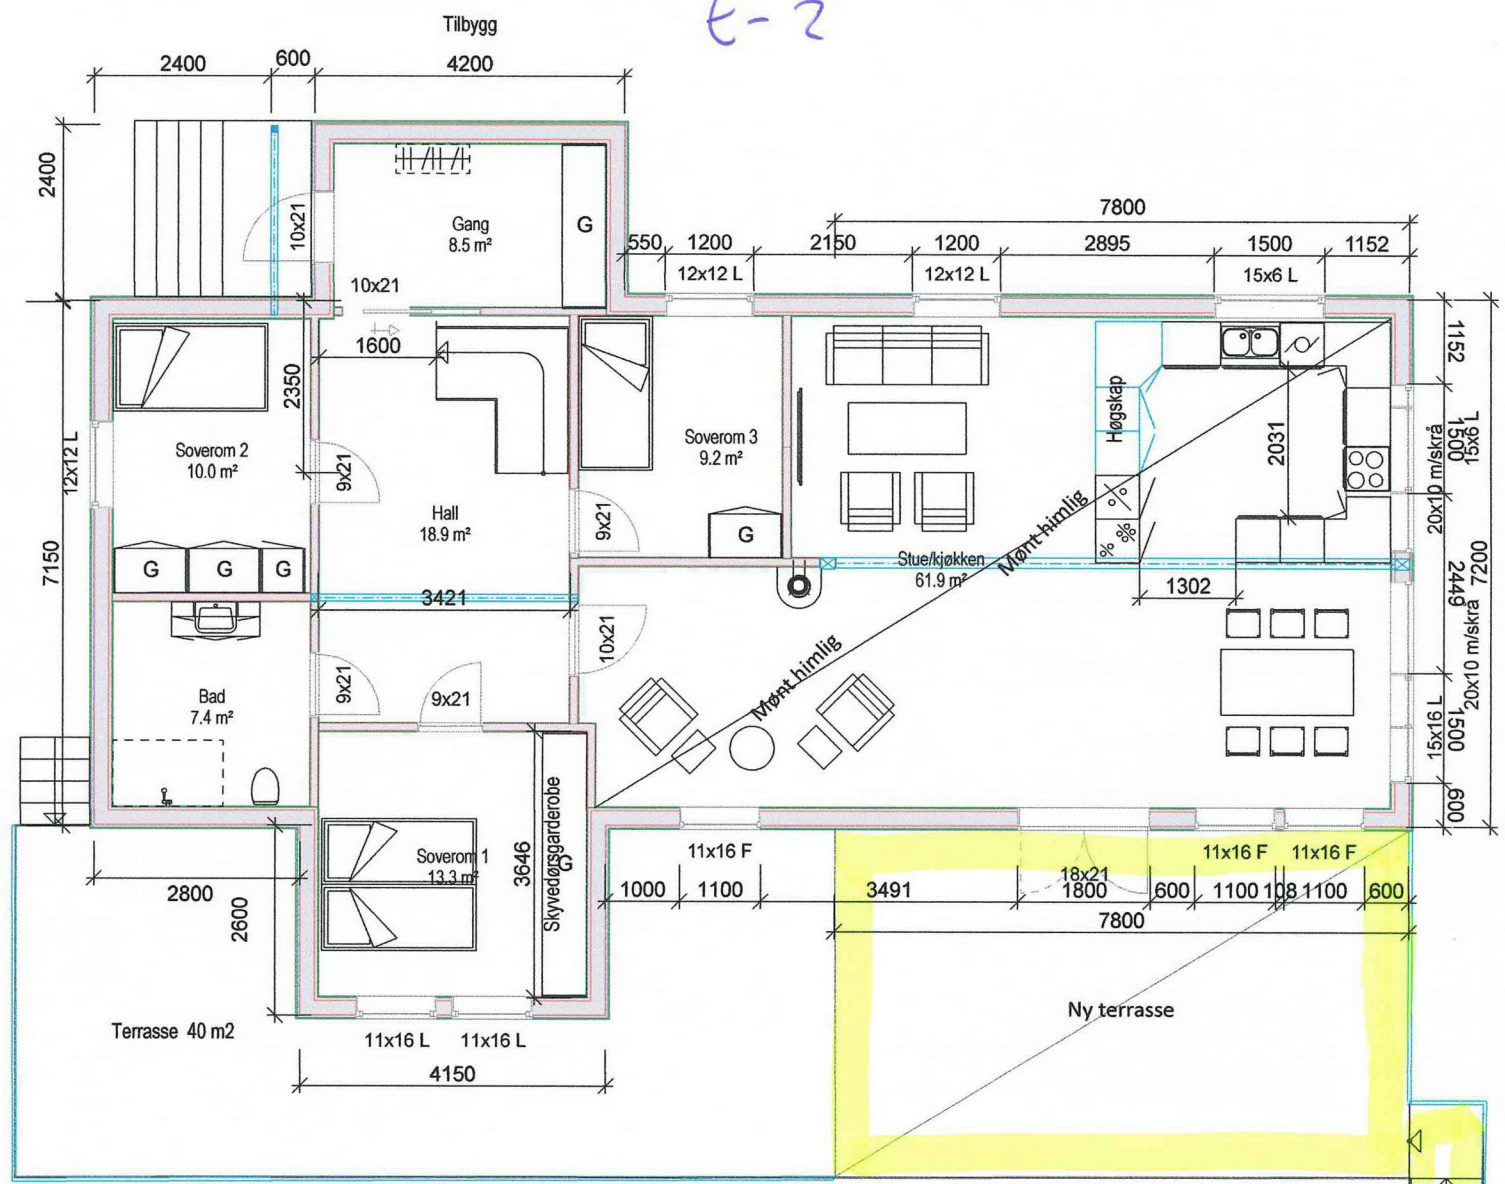 Tilbygg
t-2
2400
600
4200
2400
10x21
Gang
8.5 m²
G
10x21
7800
550
1200
2150
1200
2895
1500
1152
12x12 L
12x12 L
15x6 L
1600
2350
Soverom 2
10.0 m²
12x12 L
9x21
Hall
18.9 m²
Soverom 3
9.2 m²
9x21
G
Høgskap
2031
1152
1500
15x6 L
20x10 m/skrå
7150
G
G
G
3421
Stue/kjøkken
61.9 m²
Mønt himlig
1302
2449
7200
20x10 m/skrå
Bad
7.4 m²
9x21
9x21
10x21
Mønt himlig
15x16 L
1500
600
Soverom 1
13.3 m²
3646
Skyvedørsgarderobe
G
2800
2600
11x16 F
18x21
11x16 F
11x16 F
1000
1100
3491
1800
600
1100
108
1100
600
7800
Terrasse 40 m2
Ny terrasse
11x16 L
11x16 L
4150